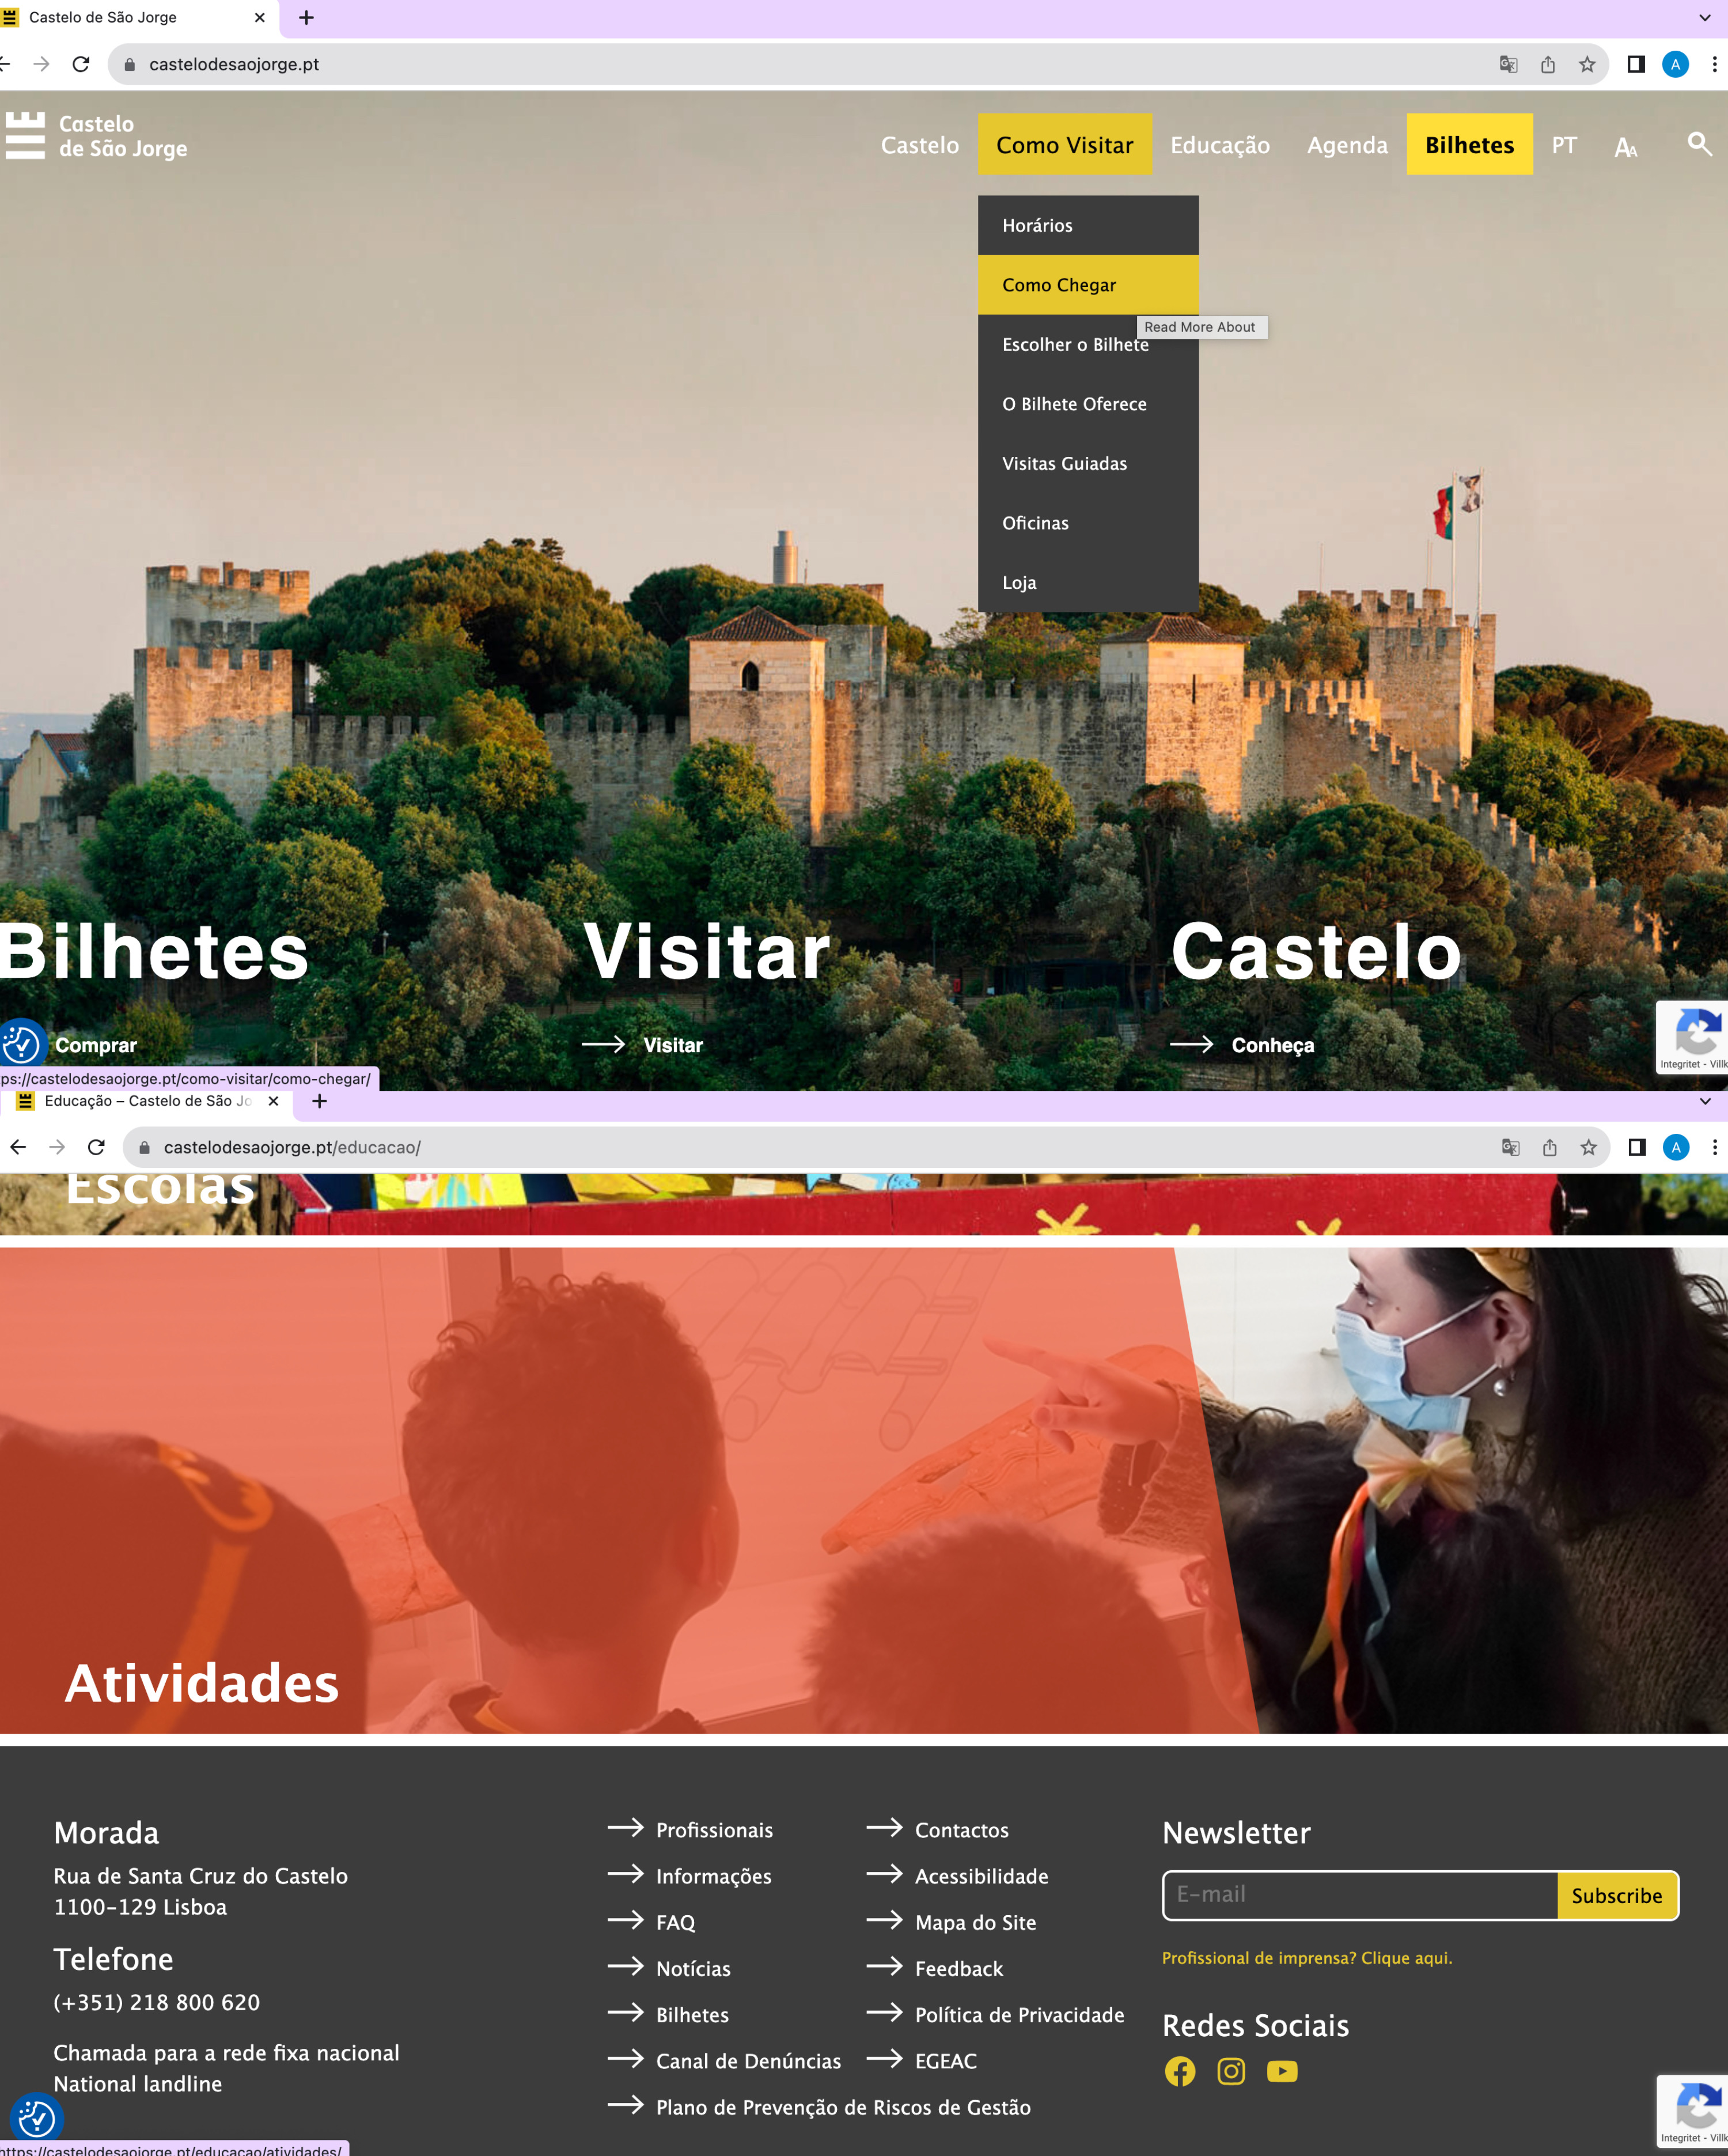 Castelo de São Jorge
castelodesaojorge.pt
A
Castelo
de São Jorge
Castelo
Como Visitar
Educação
Agenda
Bilhetes
PT
AA
Horários
Como Chegar
Read More About
Escolher o Bilhete
O Bilhete Oferece
Visitas Guiadas
Oficinas
Loja
Bilhetes
Visitar
Castelo
Comprar
Visitar
Conheça
Integritet - Villk
ps://castelodesaojorge.pt/como-visitar/como-chegar/
Educação – Castelo de São Jo
castelodesaojorge.pt/educacao/
A
Escolas
Atividades
Morada
Rua de Santa Cruz do Castelo
1100-129 Lisboa
Telefone
(+351) 218 800 620
Chamada para a rede fixa nacional
National landline
Profissionais
Informações
FAQ
Notícias
Bilhetes
Canal de Denúncias
Plano de Prevenção de Riscos de Gestão
Contactos
Acessibilidade
Mapa do Site
Feedback
Política de Privacidade
EGEAC
Newsletter
E-mail
Subscribe
Profissional de imprensa? Clique aqui.
Redes Sociais
Integritet - Villk
https://castelodesaojorge.pt/educacao/atividades/